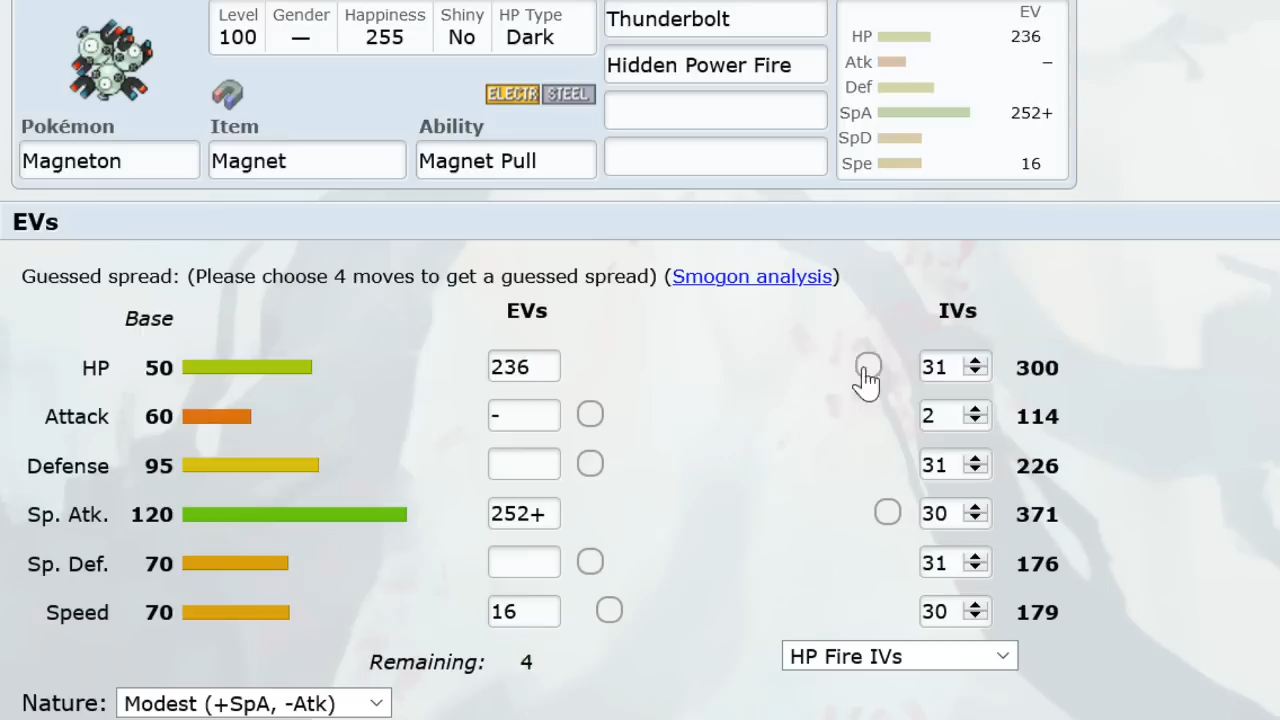 Level Gender Happiness Shiny HP Type
100 — 255 No Dark
ELECTR STEEL
Pokémon Item Ability
Magneton Magnet Magnet Pull
Thunderbolt
Hidden Power Fire
EV
HP 236
Atk –
Def
SpA 252+
SpD
Spe 16
EVs
Guessed spread: (Please choose 4 moves to get a guessed spread) (Smogon analysis)
Base EVs IVs
HP 50 236 31 300
Attack 60 - 2 114
Defense 95 31 226
Sp. Atk. 120 252+ 30 371
Sp. Def. 70 31 176
Speed 70 16 30 179
Remaining: 4 HP Fire IVs
Nature: Modest (+SpA, -Atk)